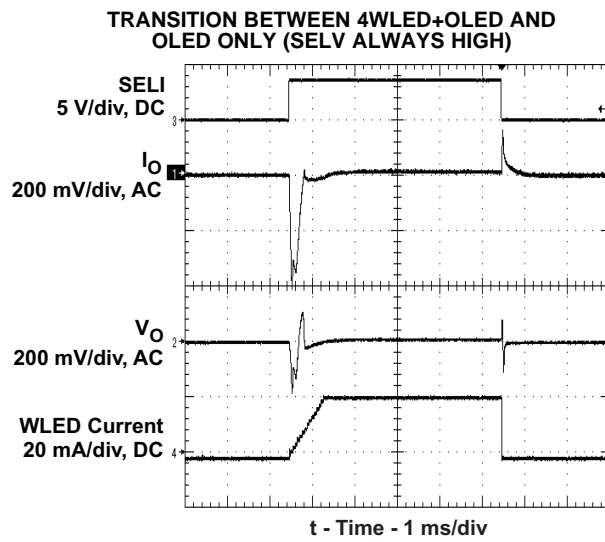 TRANSITION BETWEEN 4WLED+OLED AND
OLED ONLY (SELV ALWAYS HIGH)
SELI
5 V/div, DC
3
IO
200 mV/div, AC
1
VO
200 mV/div, AC
2
WLED Current
20 mA/div, DC
4
t - Time - 1 ms/div